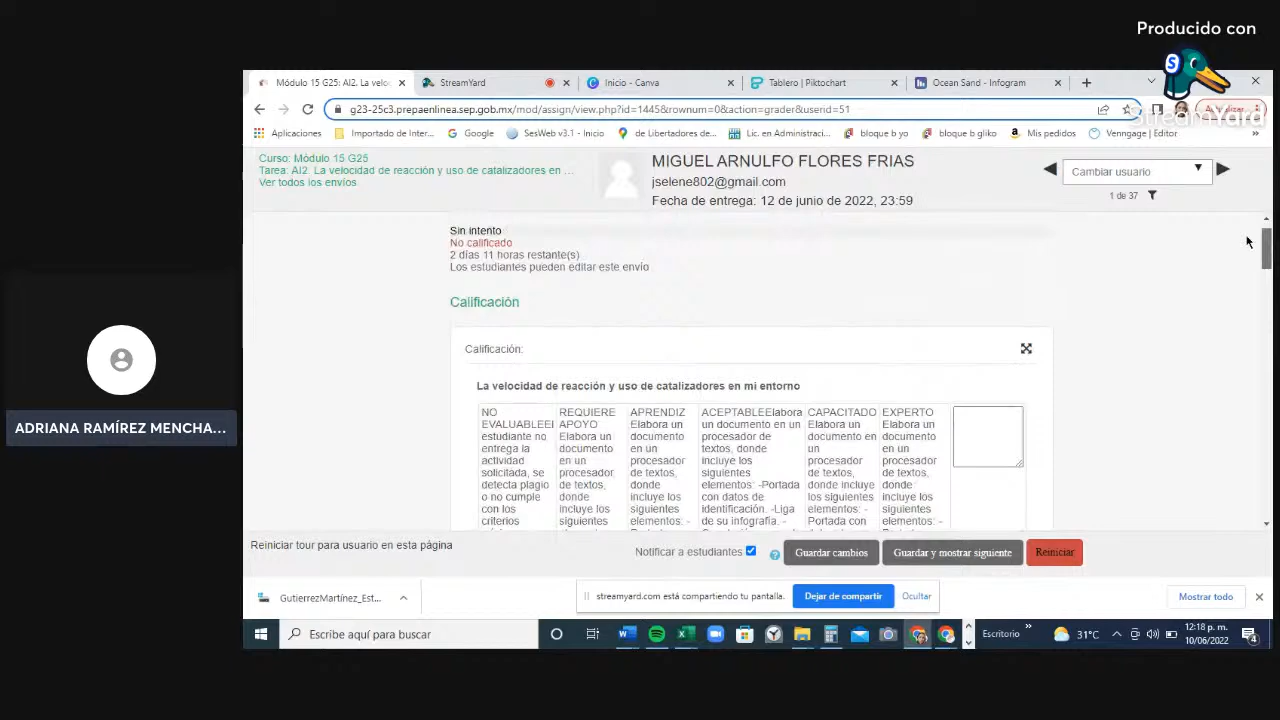 Producido con
StreamYard
Módulo 15 G25: AI2. La veloc
StreamYard
Inicio - Canva
Tablero | Piktochart
Ocean Sand - Infogram
g23-25c3.prepaenlinea.sep.gob.mx/mod/assign/view.php?id=1445&rownum=0&action=grader&userid=51
Aplicaciones
Importado de Inter...
Google
SesWeb v3.1 - Inicio
de Libertadores de...
Lic. en Administraci...
bloque b yo
bloque b gliko
Mis pedidos
Venngage | Editor
Curso: Módulo 15 G25
Tarea: AI2. La velocidad de reacción y uso de catalizadores en ...
Ver todos los envíos
MIGUEL ARNULFO FLORES FRIAS
jselene802@gmail.com
Fecha de entrega: 12 de junio de 2022, 23:59
Cambiar usuario
1 de 37
Sin intento
No calificado
2 días 11 horas restante(s)
Los estudiantes pueden editar este envío
Calificación
Calificación:
La velocidad de reacción y uso de catalizadores en mi entorno
NO
EVALUABLEEl
estudiante no
entrega la
actividad
solicitada, se
detecta plagio
o no cumple
con los
criterios
REQUIERE
APOYO
Elabora un
documento
en un
procesador
de textos,
donde
incluye los
siguientes
APRENDIZ
Elabora un
documento
en un
procesador
de textos,
donde
incluye los
siguientes
elementos: -
ACEPTABLEElabora
un documento en
un procesador de
textos, donde
incluye los
siguientes
elementos: -Portada
con datos de
identificación. -Liga
de su infografía. -
CAPACITADO
Elabora un
documento en
un
procesador
de textos,
donde incluye
los siguientes
elementos: -
Portada con
EXPERTO
Elabora un
documento
en un
procesador
de textos,
donde
incluye los
siguientes
elementos: -
Reiniciar tour para usuario en esta página
Notificar a estudiantes
Guardar cambios
Guardar y mostrar siguiente
Reiniciar
GutierrezMartínez_Est...
streamyard.com está compartiendo tu pantalla.
Dejar de compartir
Ocultar
Mostrar todo
Escribe aquí para buscar
Escritorio
31°C
12:18 p. m.
10/06/2022
4
ADRIANA RAMÍREZ MENCHA...